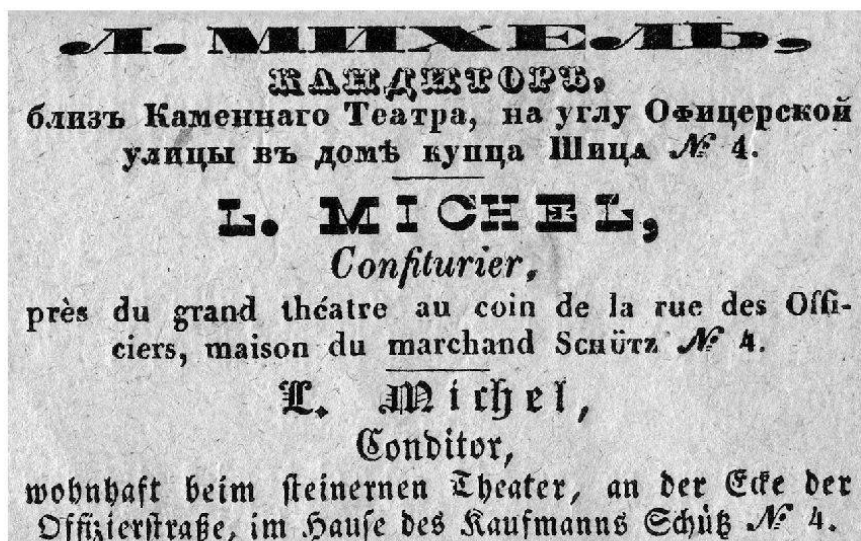 Л. МИХЕЛЬ,
КАНДИТОРЪ,
близъ Каменнаго Театра, на углу Офицерской
улицы въ домѣ купца Шица № 4.
L. MICHEL,
Confiturier,
près du grand théatre au coin de la rue des Offi-
ciers, maison du marchand Schütz № 4.
L. Michel,
Conditor,
wohnhaft beim steinernen Theater, an der Ecke der
Offizierstraße, im Hause des Kaufmanns Schütz № 4.